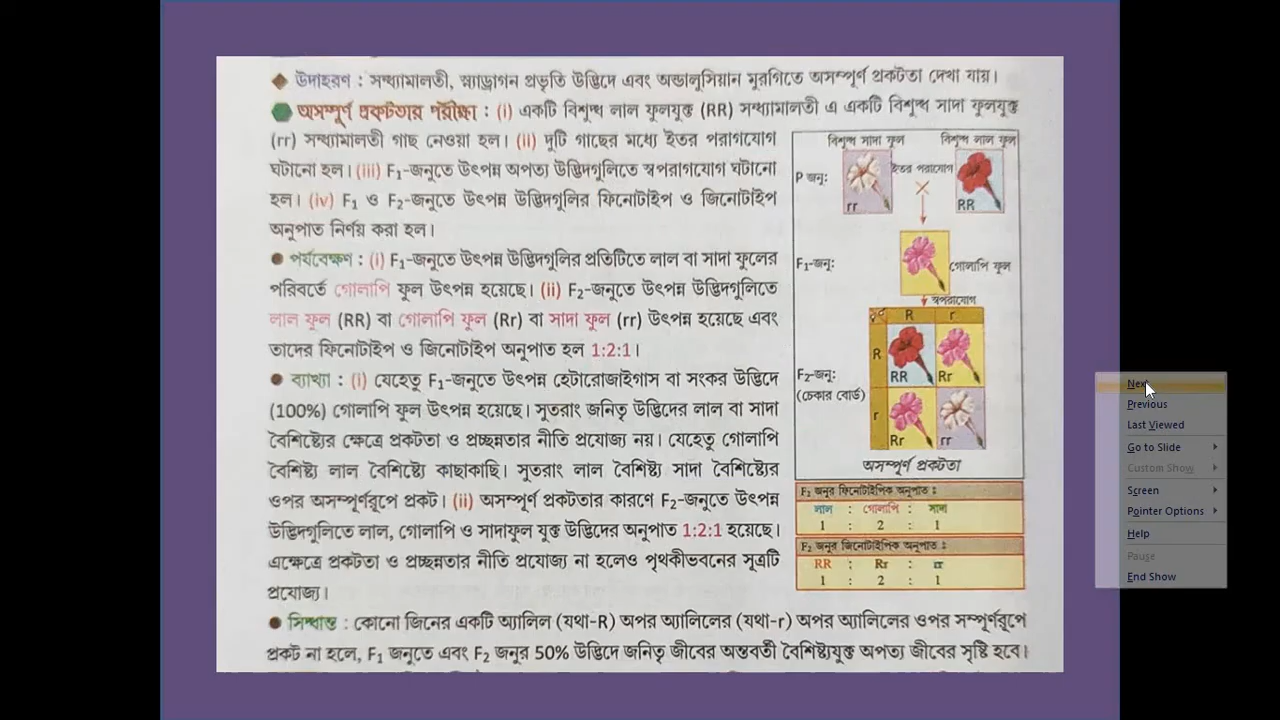 ◆ উদাহরণ : সন্ধ্যামালতী, স্ন্যাপড্রাগন প্রভৃতি উদ্ভিদে এবং অন্ডালুসিয়ান মুরগিতে অসম্পূর্ণ প্রকটতা দেখা যায়।
অসম্পূর্ণ প্রকটতার পরীক্ষা : (i) একটি বিশুদ্ধ লাল ফুলযুক্ত (RR) সন্ধ্যামালতী এ একটি বিশুদ্ধ সাদা ফুলযুক্ত
(rr) সন্ধ্যামালতী গাছ নেওয়া হল। (ii) দুটি গাছের মধ্যে ইতর পরাগযোগ
ঘটানো হল। (iii) F₁-জনুতে উৎপন্ন অপত্য উদ্ভিদগুলিতে স্বপরাগযোগ ঘটানো
হল। (iv) F₁ ও F₂-জনুতে উৎপন্ন উদ্ভিদগুলির ফিনোটাইপ ও জিনোটাইপ
অনুপাত নির্ণয় করা হল।
● পর্যবেক্ষণ : (i) F₁-জনুতে উৎপন্ন উদ্ভিদগুলির প্রতিটিতে লাল বা সাদা ফুলের
পরিবর্তে গোলাপি ফুল উৎপন্ন হয়েছে। (ii) F₂-জনুতে উৎপন্ন উদ্ভিদগুলিতে
লাল ফুল (RR) বা গোলাপি ফুল (Rr) বা সাদা ফুল (rr) উৎপন্ন হয়েছে এবং
তাদের ফিনোটাইপ ও জিনোটাইপ অনুপাত হল 1:2:1।
● ব্যাখ্যা : (i) যেহেতু F₁-জনুতে উৎপন্ন হেটারোজাইগাস বা সংকর উদ্ভিদে
(100%) গোলাপি ফুল উৎপন্ন হয়েছে। সুতরাং জনিতৃ উদ্ভিদের লাল বা সাদা
বৈশিষ্ট্যের ক্ষেত্রে প্রকটতা ও প্রচ্ছন্নতার নীতি প্রযোজ্য নয়। যেহেতু গোলাপি
বৈশিষ্ট্য লাল বৈশিষ্ট্যে কাছাকাছি। সুতরাং লাল বৈশিষ্ট্য সাদা বৈশিষ্ট্যের
ওপর অসম্পূর্ণরূপে প্রকট। (ii) অসম্পূর্ণ প্রকটতার কারণে F₂-জনুতে উৎপন্ন
উদ্ভিদগুলিতে লাল, গোলাপি ও সাদাফুল যুক্ত উদ্ভিদের অনুপাত 1:2:1 হয়েছে।
এক্ষেত্রে প্রকটতা ও প্রচ্ছন্নতার নীতি প্রযোজ্য না হলেও পৃথকীভবনের সূত্রটি
প্রযোজ্য।
● সিদ্ধান্ত : কোনো জিনের একটি অ্যালিল (যথা-R) অপর অ্যালিলের (যথা-r) অপর অ্যালিলের ওপর সম্পূর্ণরূপে
প্রকট না হলে, F₁ জনুতে এবং F₂ জনুর 50% উদ্ভিদে জনিতৃ জীবের অন্তবর্তী বৈশিষ্ট্যযুক্ত অপত্য জীবের সৃষ্টি হবে।
বিশুদ্ধ সাদা ফুল বিশুদ্ধ লাল ফুল
P জনু: ইতর পরাগযোগ
rr RR
F₁-জনু: গোলাপি ফুল
স্বপরাগযোগ
R r
R RR Rr
F₂-জনু:
(চেকার বোর্ড)
r Rr rr
অসম্পূর্ণ প্রকটতা
F₂ জনুর ফিনোটাইপিক অনুপাত :
লাল : গোলাপি : সাদা
1 : 2 : 1
F₂ জনুর জিনোটাইপিক অনুপাত :
RR : Rr : rr
1 : 2 : 1
Next
Previous
Last Viewed
Go to Slide
Custom Show
Screen
Pointer Options
Help
Pause
End Show